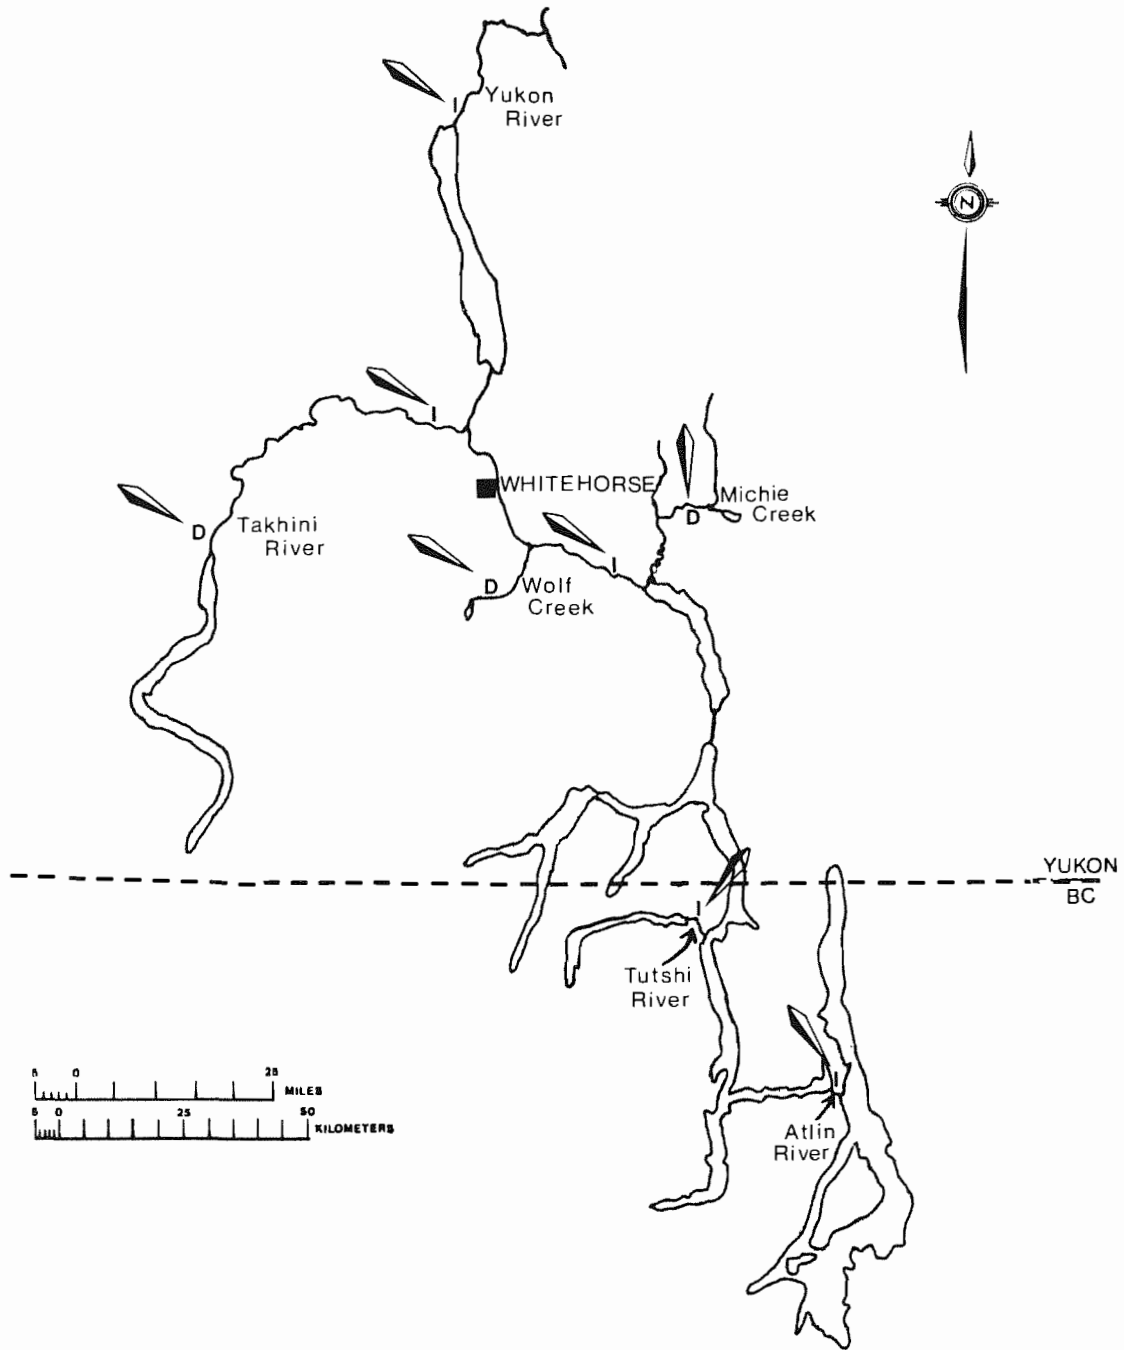 I
Yukon
River
N
I
WHITEHORSE
Michie
Creek
D
D
Takhini
River
I
D
Wolf
Creek
YUKON
BC
I
Tutshi
River
I
Atlin
River
5 0 25
MILES
5 0 25 50
KILOMETERS